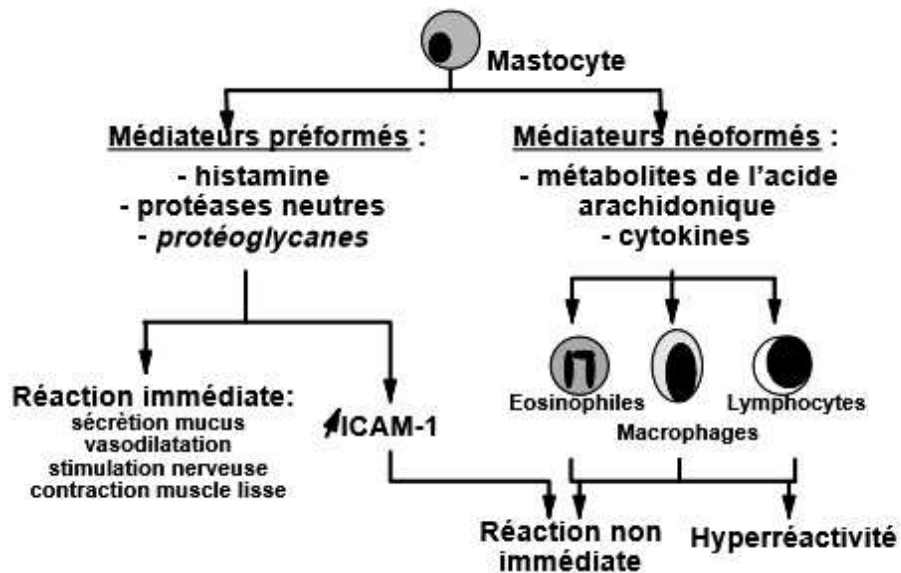 Mastocyte
Médiateurs préformés :
- histamine
- protéases neutres
- protéoglycanes
Médiateurs néoformés :
- métabolites de l'acide
arachidonique
- cytokines
Réaction immédiate:
sécrètion mucus
vasodilatation
stimulation nerveuse
contraction muscle lisse
ICAM-1
Eosinophiles
Macrophages
Lymphocytes
Réaction non
immédiate
Hyperréactivité